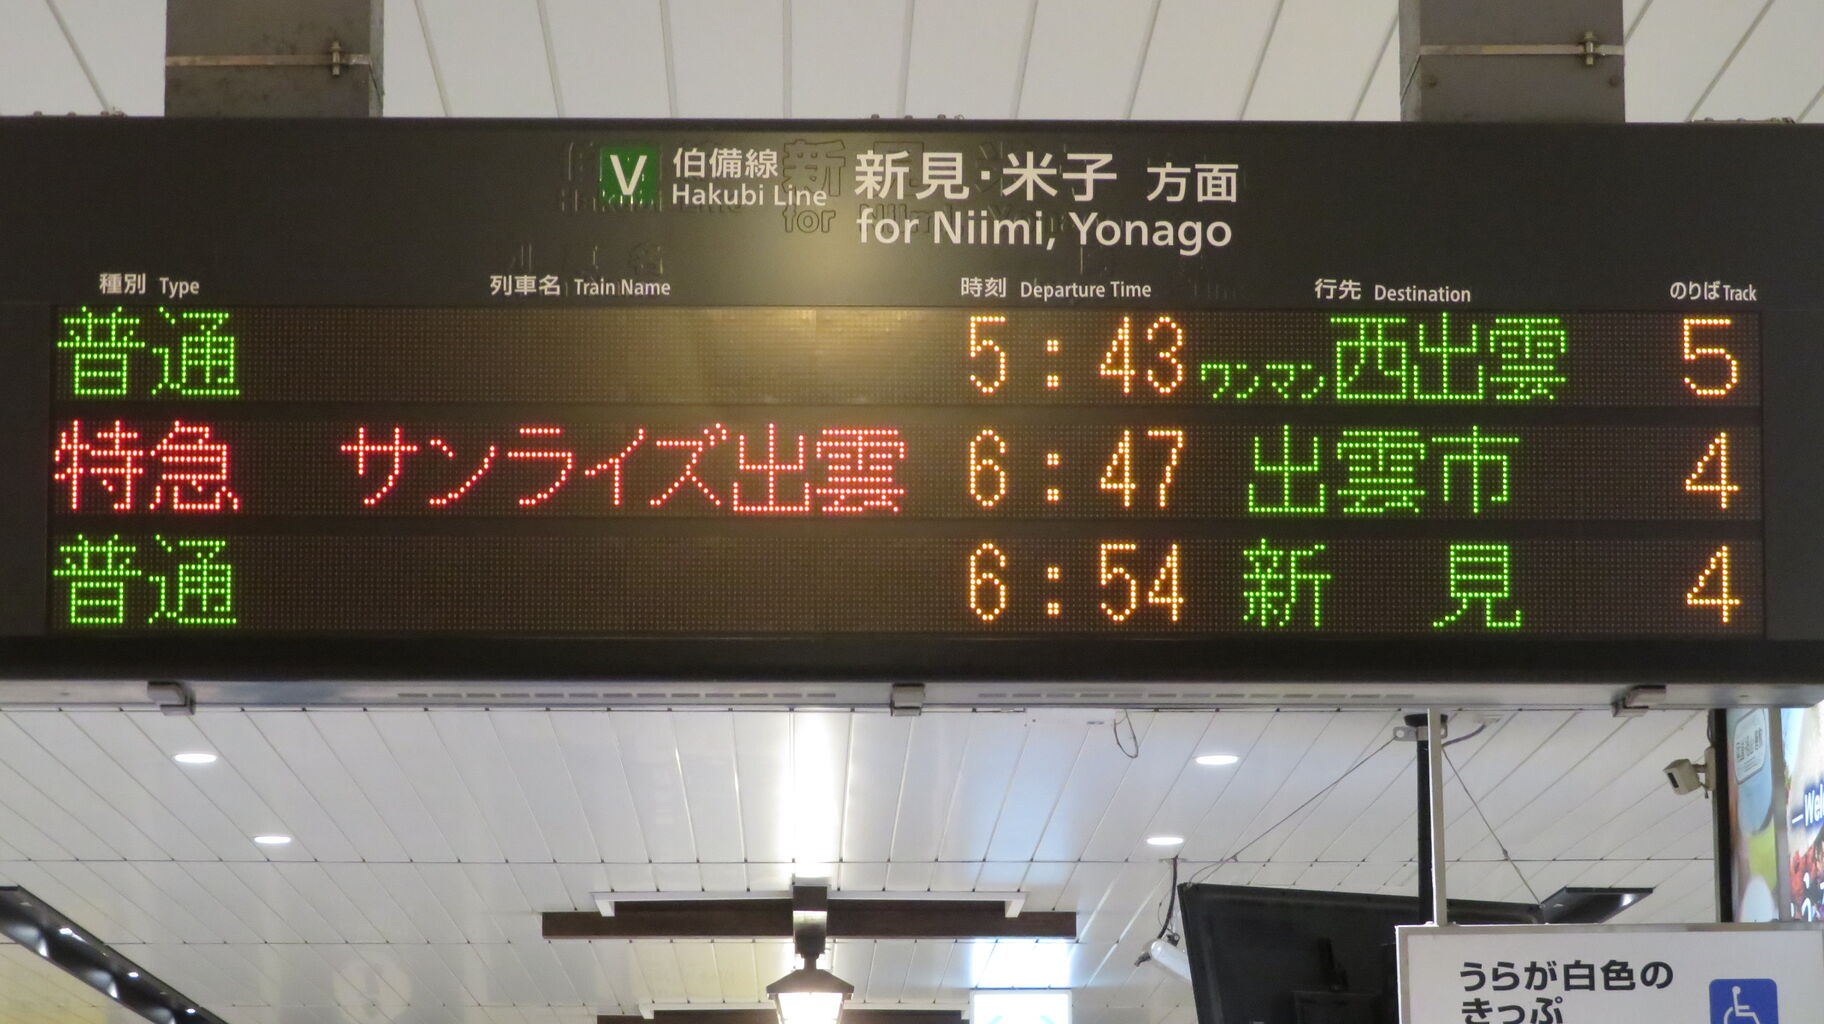 V 伯備線 新見・米子 方面
Hakubi Line for Niimi, Yonago
種別 Type 列車名 Train Name 時刻 Departure Time 行先 Destination のりば Track
普通 5:43 ワンマン 西出雲 5
特急 サンライズ出雲 6:47 出雲市 4
普通 6:54 新見 4
うらが白色の
きっぷ